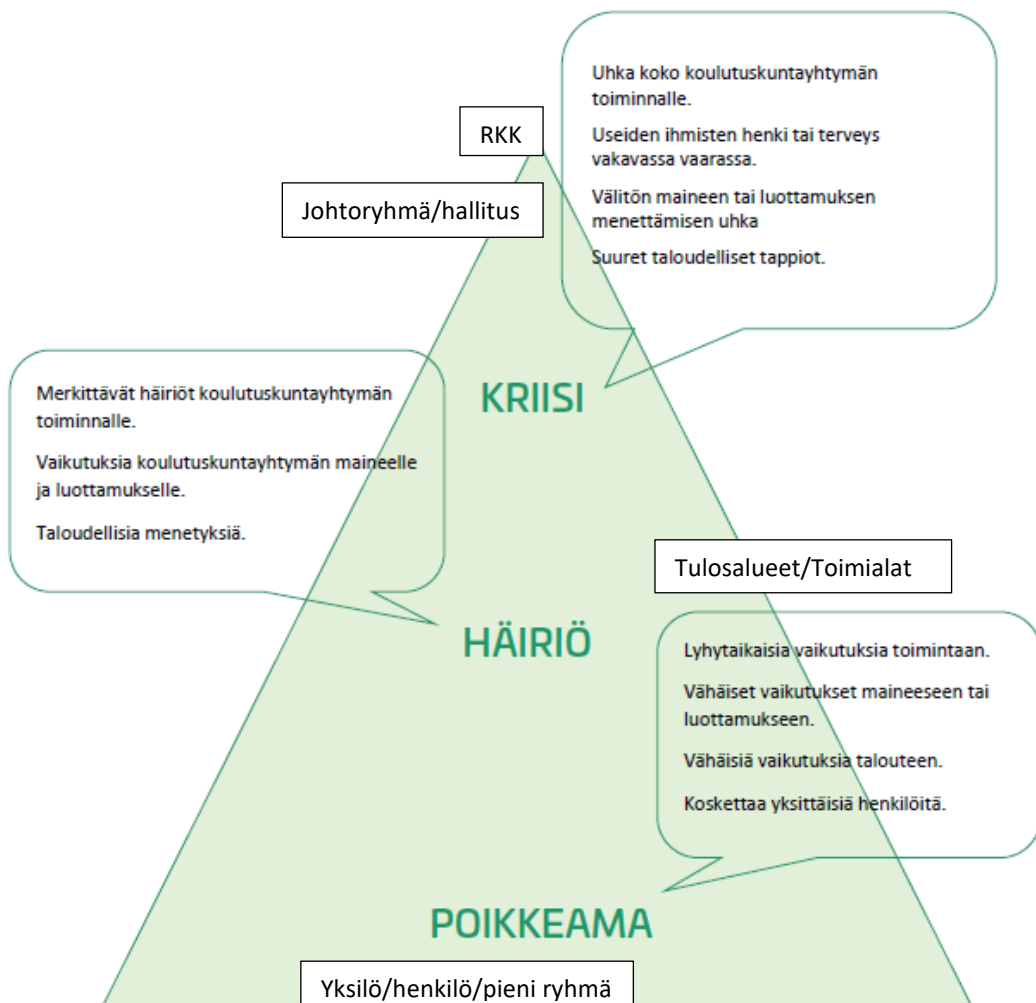 Uhka koko koulutuskuntayhtymän
toiminnalle.
Useiden ihmisten henki tai terveys
vakavassa vaarassa.
Välitön maineen tai luottamuksen
menettämisen uhka
Suuret taloudelliset tappiot.
RKK
Johtoryhmä/hallitus
KRIISI
Merkittävät häiriöt koulutuskuntayhtymän
toiminnalle.
Vaikutuksia koulutuskuntayhtymän maineelle
ja luottamukselle.
Taloudellisia menetyksiä.
Tulosalueet/Toimialat
HÄIRIÖ
Lyhytaikaisia vaikutuksia toimintaan.
Vähäiset vaikutukset maineeseen tai
luottamukseen.
Vähäisiä vaikutuksia talouteen.
Koskettaa yksittäisiä henkilöitä.
POIKKEAMA
Yksilö/henkilö/pieni ryhmä